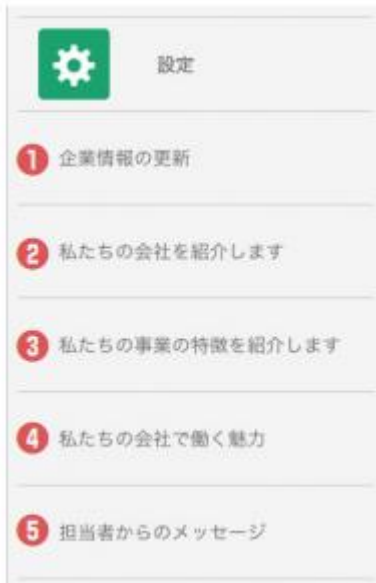 設定
1 企業情報の更新
2 私たちの会社を紹介します
3 私たちの事業の特徴を紹介します
4 私たちの会社で働く魅力
5 担当者からのメッセージ